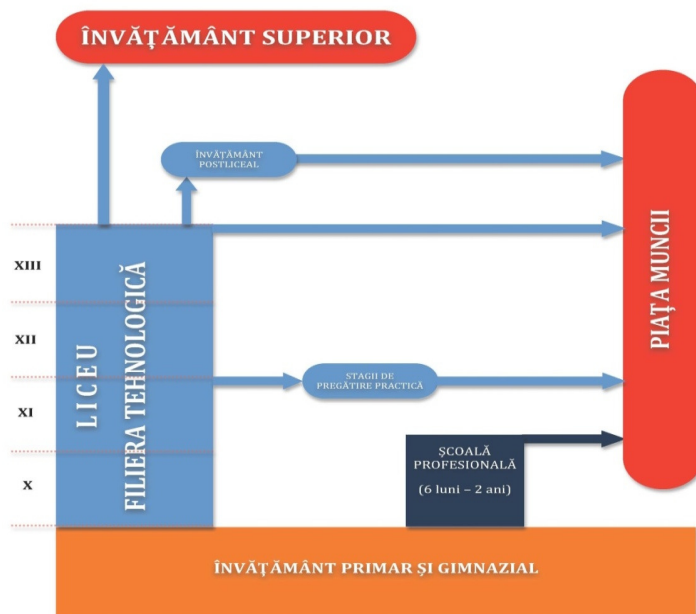 ÎNVĂȚĂMÂNT SUPERIOR
ÎNVĂȚĂMÂNT
POSTLICEAL
XIII
XII
XI
X
LICEU
FILIERA TEHNOLOGICĂ
STAGII DE
PREGĂTIRE PRACTICĂ
ȘCOALĂ
PROFESIONALĂ
(6 luni – 2 ani)
PIAȚA MUNCII
ÎNVĂȚĂMÂNT PRIMAR ȘI GIMNAZIAL